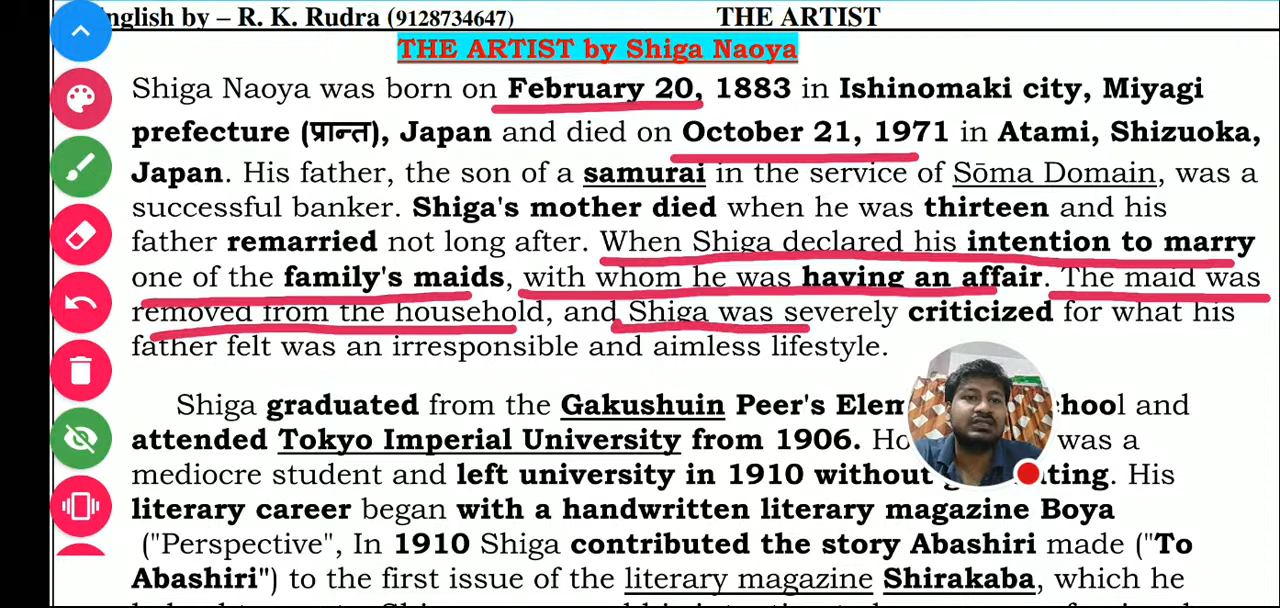 nglish by – R. K. Rudra (9128734647) THE ARTIST
THE ARTIST by Shiga Naoya
Shiga Naoya was born on February 20, 1883 in Ishinomaki city, Miyagi
prefecture (प्रान्त), Japan and died on October 21, 1971 in Atami, Shizuoka,
Japan. His father, the son of a samurai in the service of Sōma Domain, was a
successful banker. Shiga's mother died when he was thirteen and his
father remarried not long after. When Shiga declared his intention to marry
one of the family's maids, with whom he was having an affair. The maid was
removed from the household, and Shiga was severely criticized for what his
father felt was an irresponsible and aimless lifestyle.
Shiga graduated from the Gakushuin Peer's Elem hool and
attended Tokyo Imperial University from 1906. Ho was a
mediocre student and left university in 1910 without ting. His
literary career began with a handwritten literary magazine Boya
("Perspective", In 1910 Shiga contributed the story Abashiri made ("To
Abashiri") to the first issue of the literary magazine Shirakaba, which he